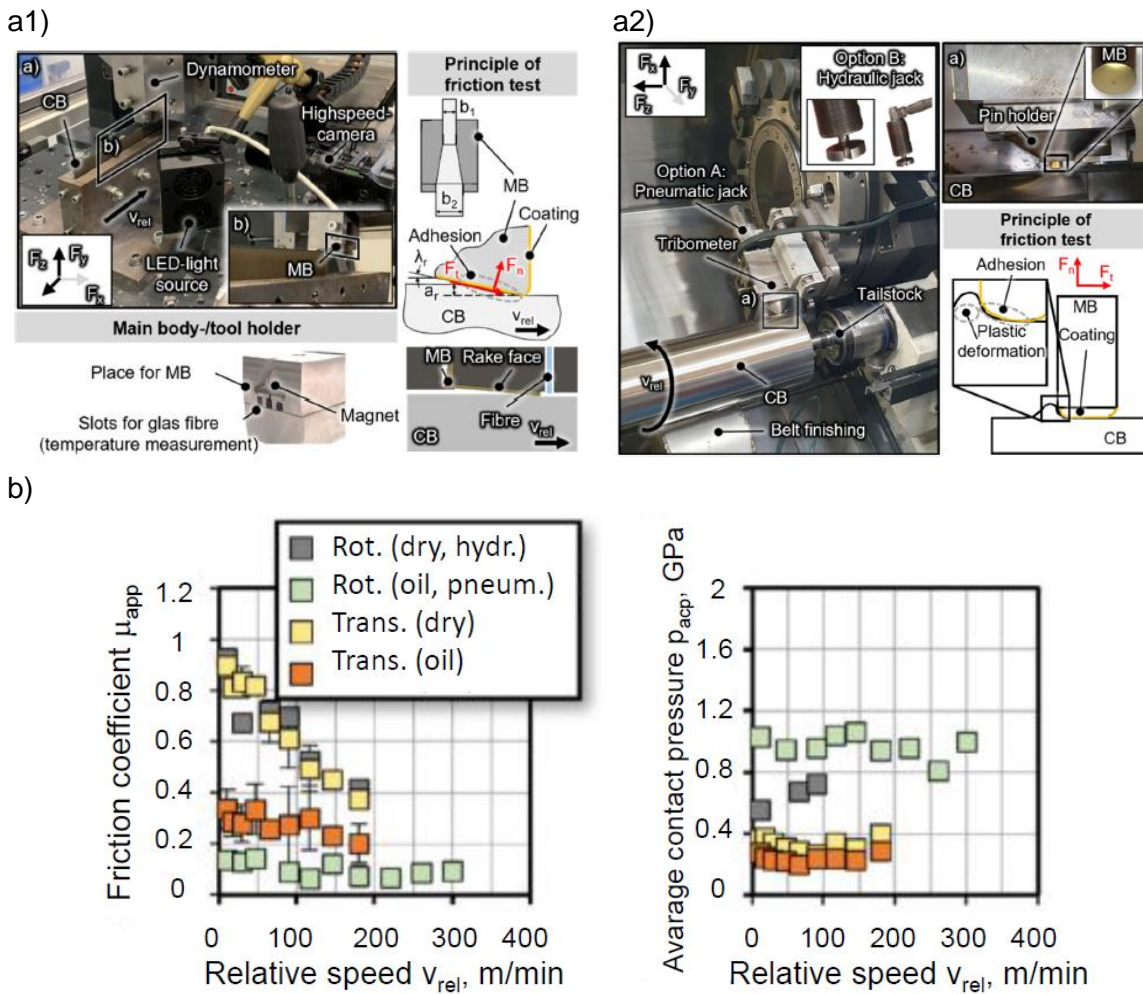 a1)
a)
Dynamometer
CB
Highspeed-
camera
b)
v_rel
b)
LED-light
source
MB
F_z
F_y
F_x
Main body-/tool holder
Place for MB
Magnet
Slots for glas fibre
(temperature measurement)
Principle of
friction test
b_1
b_2
MB
Coating
Adhesion
λ_r
F_t
F_n
a_r
CB
v_rel
MB
Rake face
Fibre
CB
v_rel
a2)
F_x
F_y
F_z
Option B:
Hydraulic jack
Option A:
Pneumatic jack
Tribometer
a)
Tailstock
v_rel
CB
Belt finishing
a)
MB
Pin holder
CB
Principle of
friction test
Adhesion
F_n
F_t
MB
Plastic
deformation
Coating
CB
b)
Rot. (dry, hydr.)
Rot. (oil, pneum.)
Trans. (dry)
Trans. (oil)
Friction coefficient μ_app
1.2
1
0.8
0.6
0.4
0.2
0
0 100 200 300 400
Relative speed v_rel, m/min
Avarage contact pressure p_acp, GPa
2
1.6
1.2
0.8
0.4
0
0 100 200 300 400
Relative speed v_rel, m/min